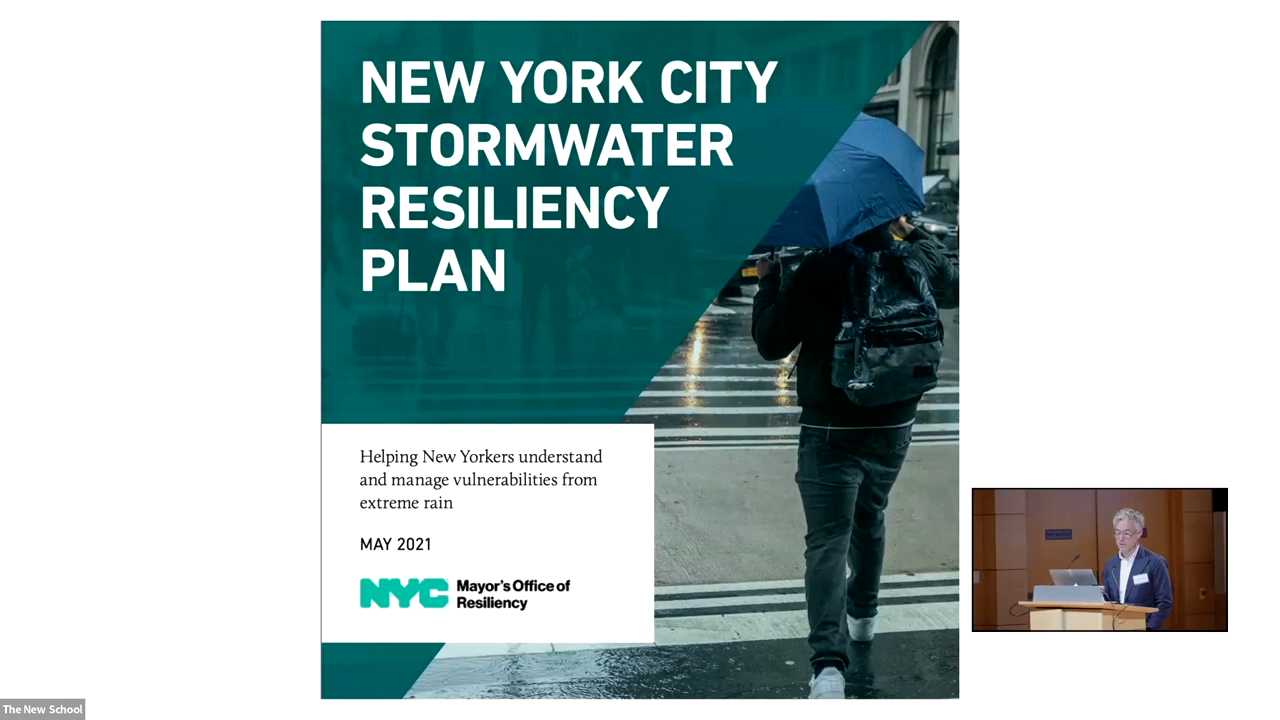 NEW YORK CITY
STORMWATER
RESILIENCY
PLAN
Helping New Yorkers understand
and manage vulnerabilities from
extreme rain
MAY 2021
NYC Mayor's Office of
Resiliency
The New School